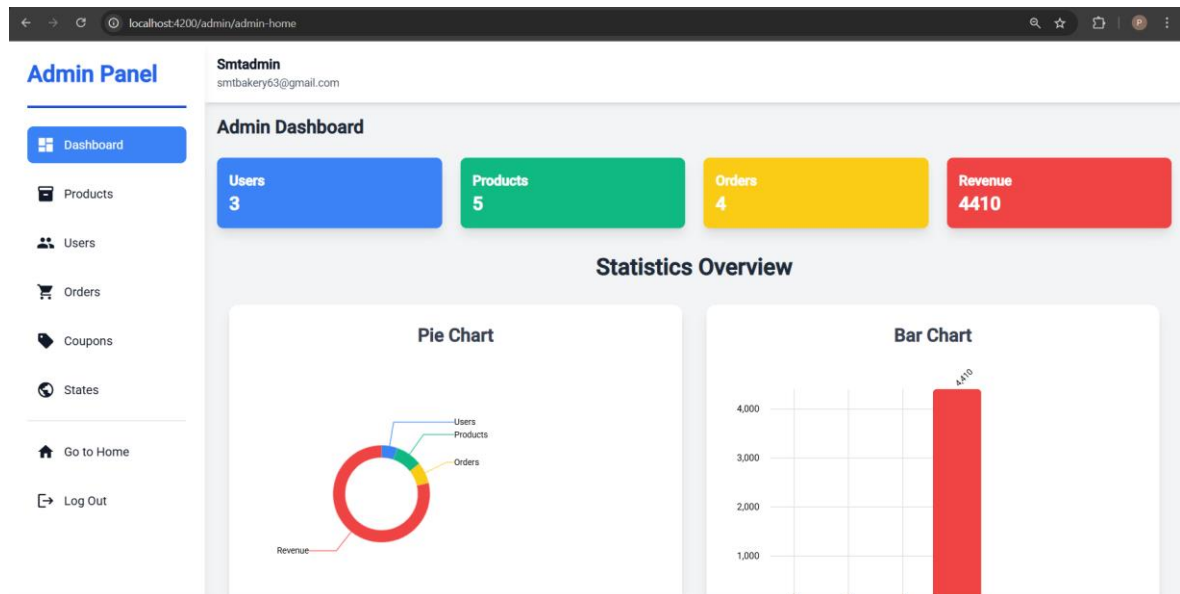 localhost:4200/admin/admin-home
P
Admin Panel
Smtadmin
smtbakery63@gmail.com
Dashboard
Products
Users
Orders
Coupons
States
Go to Home
Log Out
Admin Dashboard
Users
3
Products
5
Orders
4
Revenue
4410
Statistics Overview
Pie Chart
Users
Products
Orders
Revenue
Bar Chart
4,410
4,000
3,000
2,000
1,000